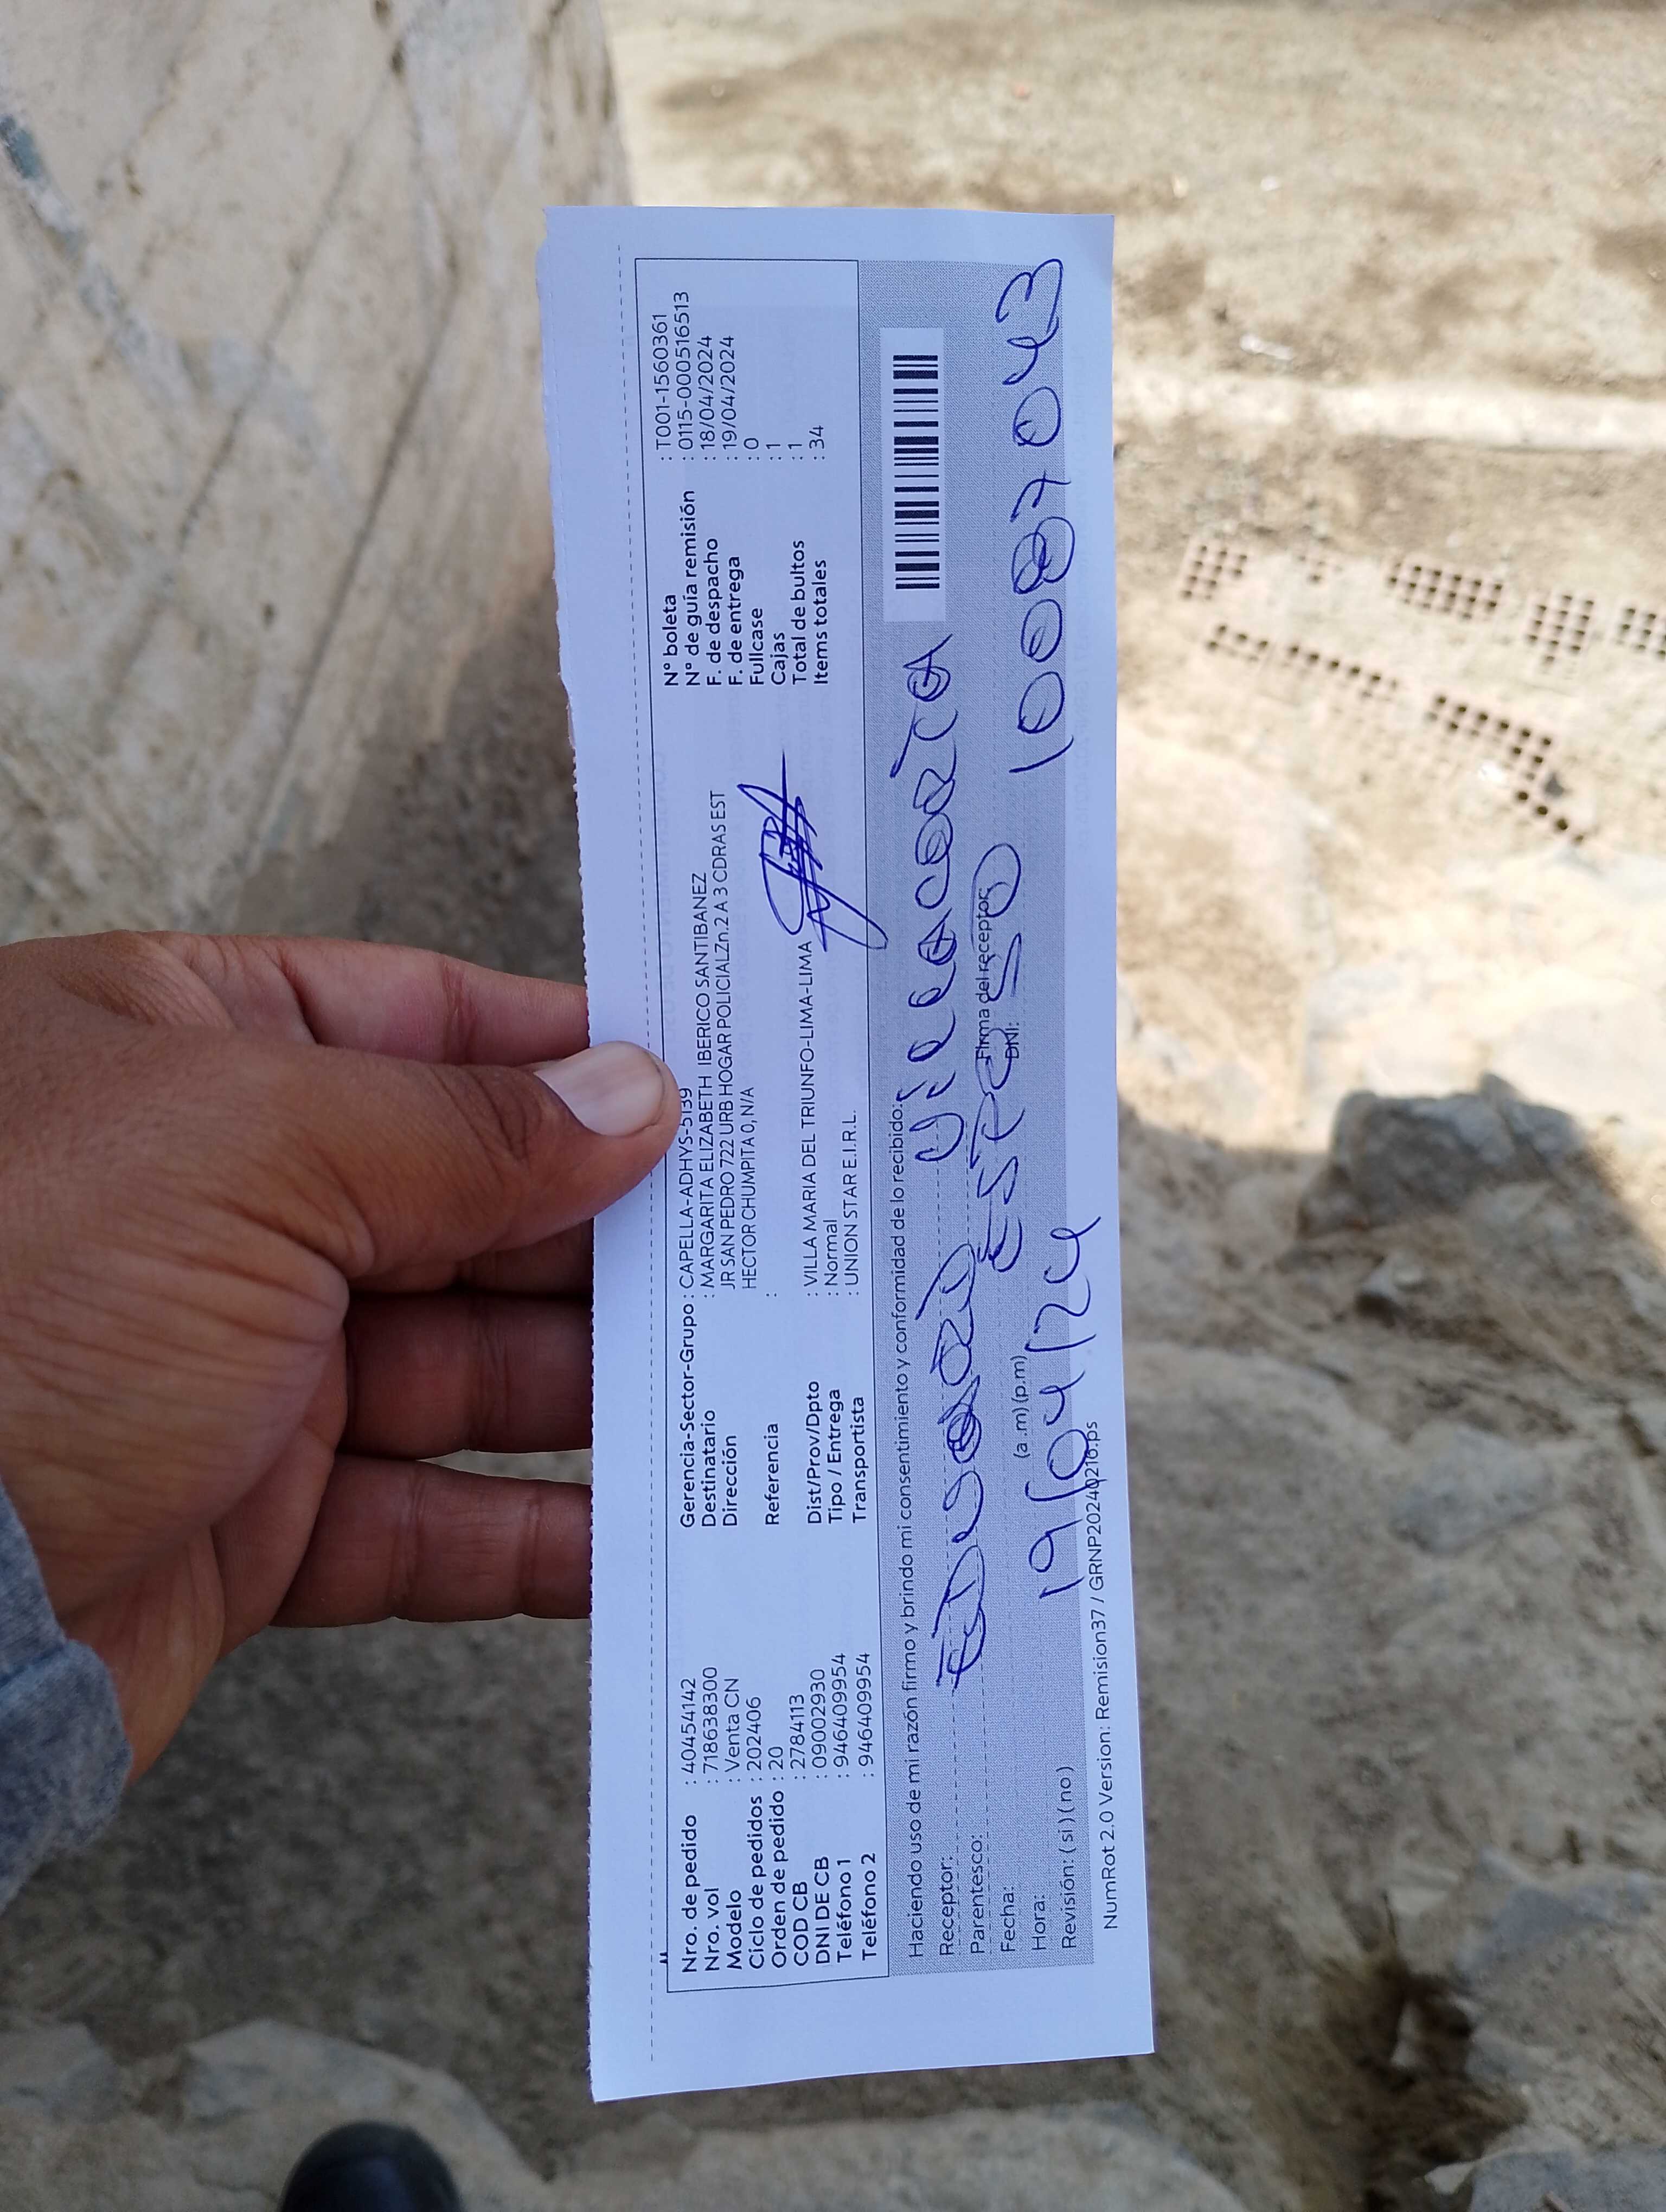 Nro. de pedido : 40454142
Nro. vol : 718638300
Modelo : Venta CN
Ciclo de pedidos : 202406
Orden de pedido : 20
COD CB : 2784113
DNI DE CB : 09002930
Teléfono 1 : 946409954
Teléfono 2 : 946409954
Gerencia-Sector-Grupo : CAPELLA-ADHYS-5139
Destinatario : MARGARITA ELIZABETH IBERICO SANTIBANEZ
Dirección JR SAN PEDRO 722 URB HOGAR POLICIALZn.2 A 3 CDRAS EST
HECTOR CHUMPITA 0, N/A
Referencia :
Dist/Prov/Dpto : VILLA MARIA DEL TRIUNFO-LIMA-LIMA
Tipo / Entrega : Normal
Transportista : UNION STAR E.I.R.L.
N° boleta : T001-1560361
N° de guía remisión : 0115-000516513
F. de despacho : 18/04/2024
F. de entrega : 19/04/2024
Fullcase : 0
Cajas : 1
Total de bultos : 1
Items totales : 34
Haciendo uso de mi razón firmo y brindo mi consentimiento y conformidad de lo recibido:
Receptor: EDUARDO VILLACORTA
Parentesco: ESPOSO
Firma del receptor
DNI: 10087043
Fecha: 19/04/24
Hora: (a.m) (p.m)
Revisión: ( si ) ( no )
NumRot 2.0 Version: Remision37 / GRNP20240216.ps